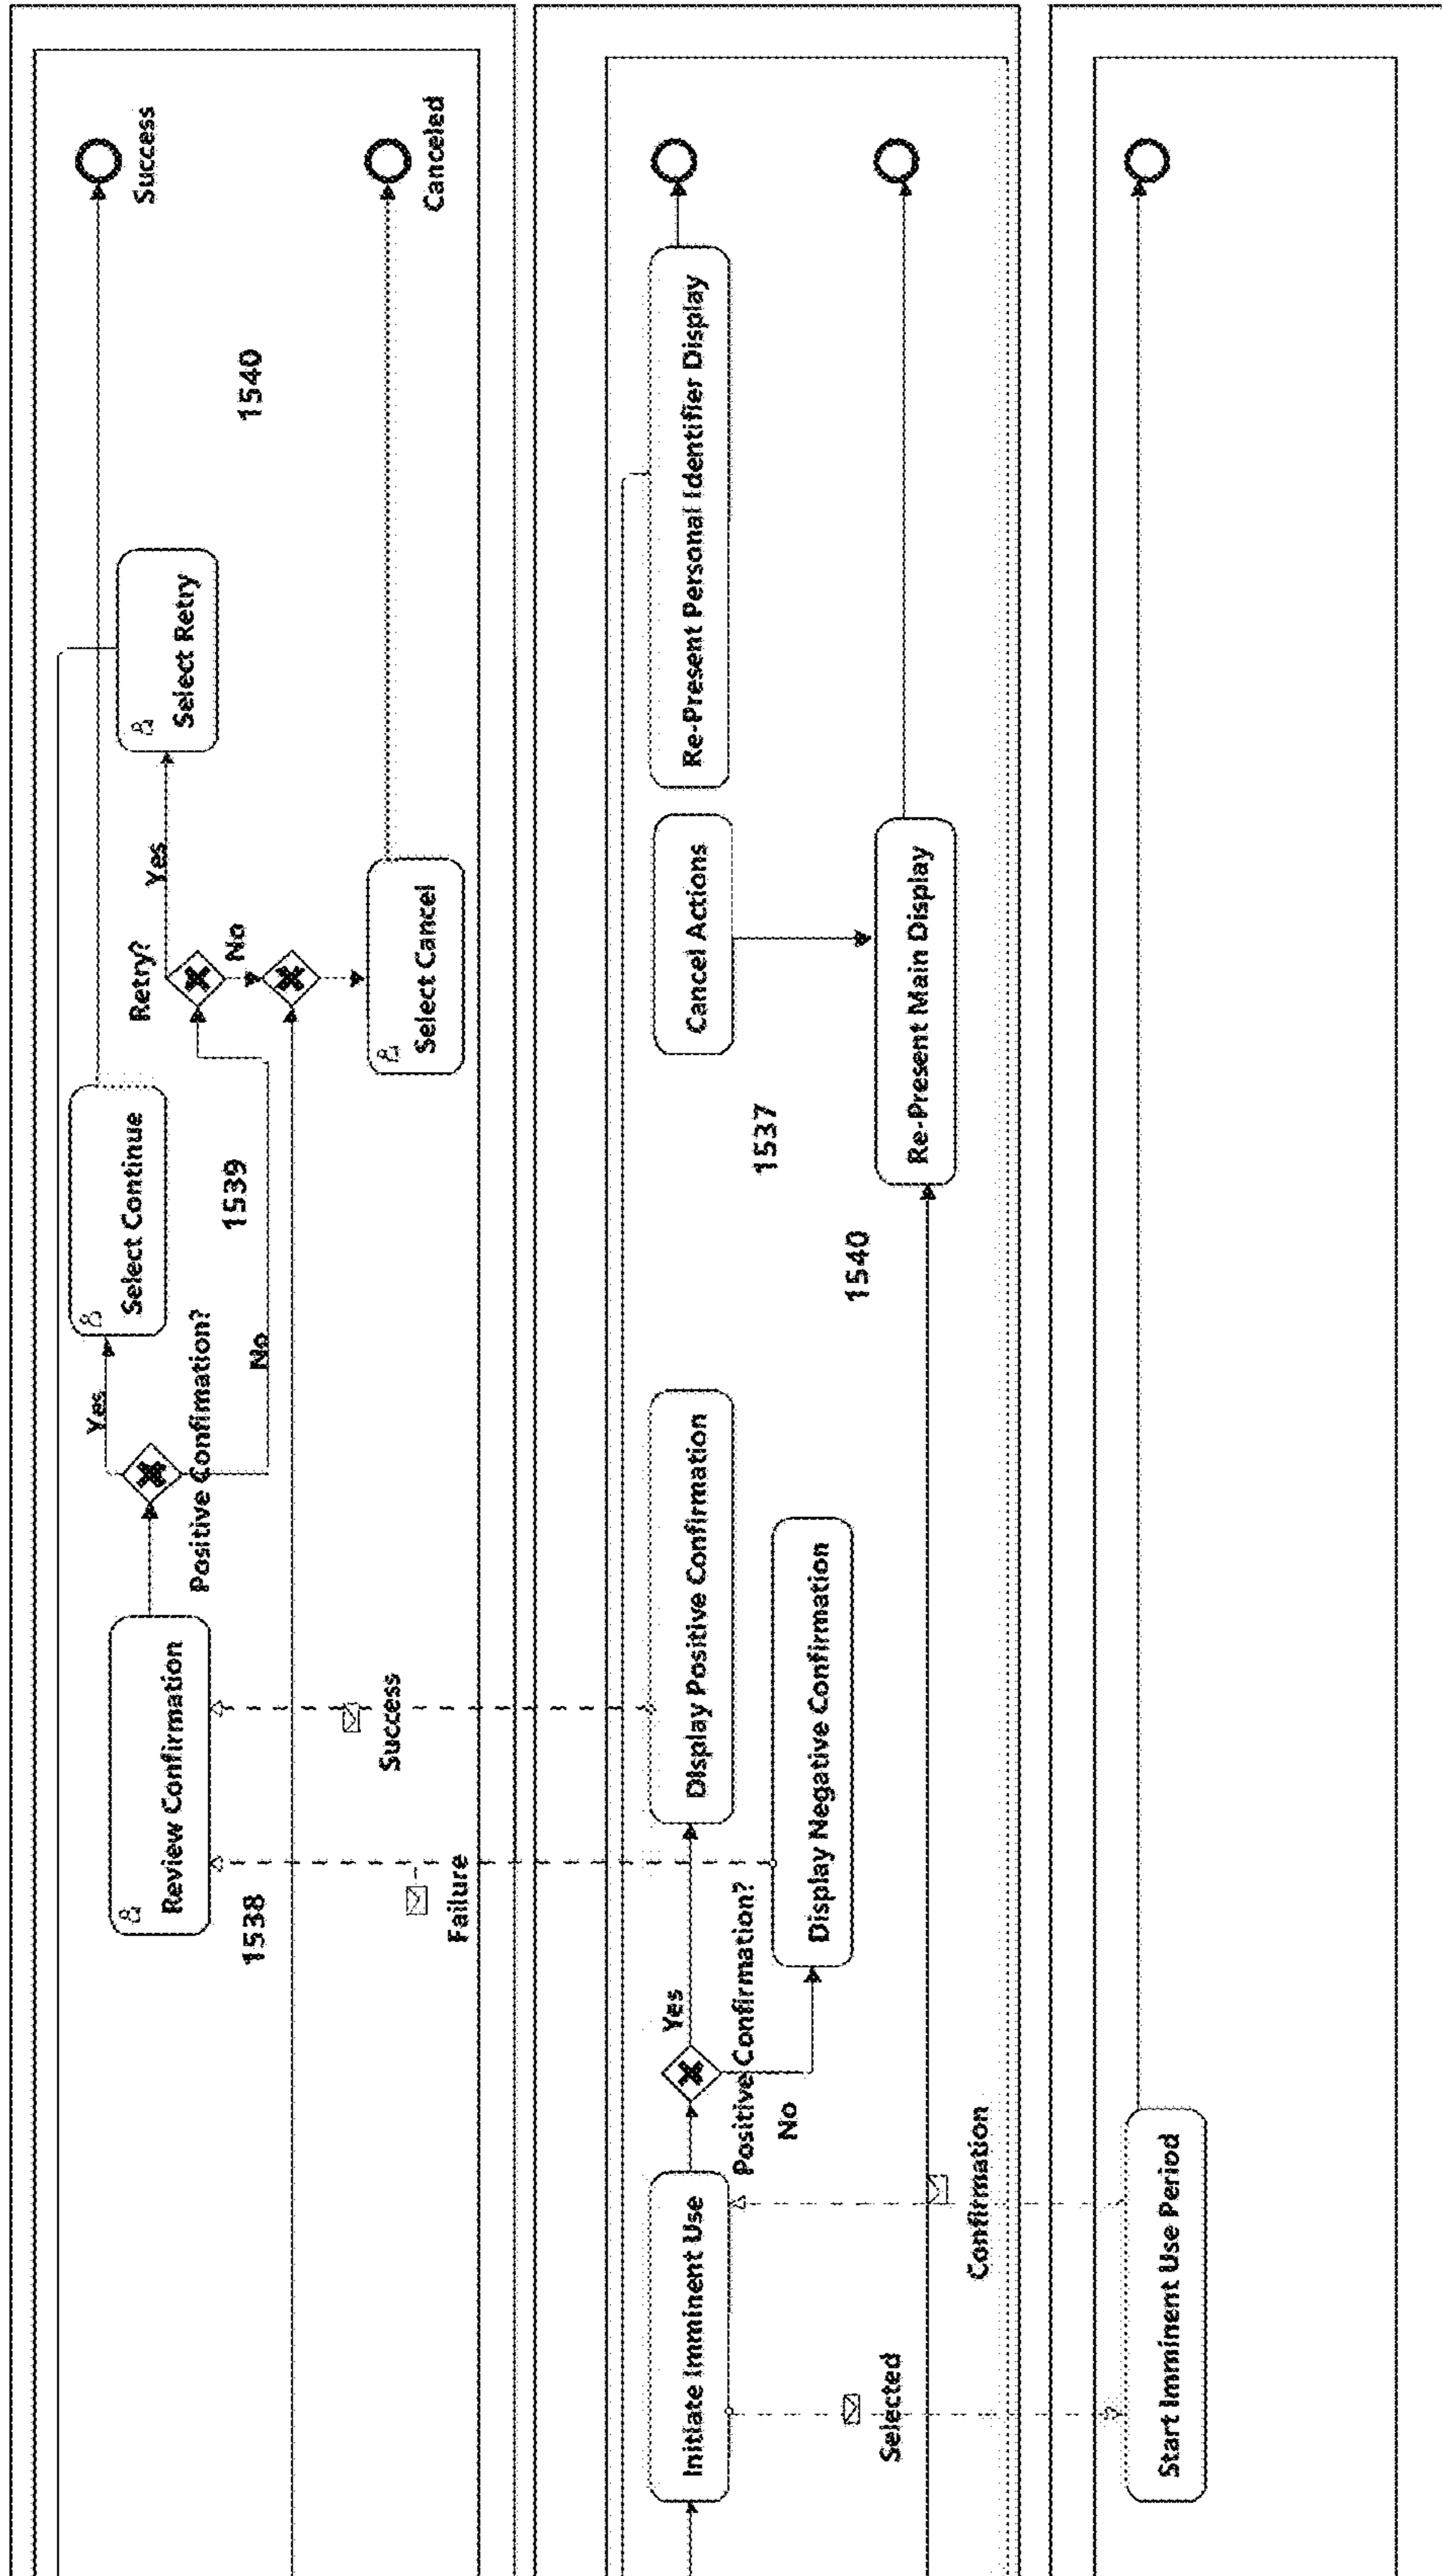 Review Confirmation
1538
Positive Confimation?
Yes
No
Select Continue
1539
Retry?
Yes
No
Select Retry
Select Cancel
1540
Success
Canceled
Failure
Success
Initiate Imminent Use
Positive Confirmation?
Yes
No
Display Positive Confirmation
Display Negative Confirmation
1537
1540
Cancel Actions
Re-Present Main Display
Re-Present Personal Identifier Display
Selected
Confirmation
Start Imminent Use Period